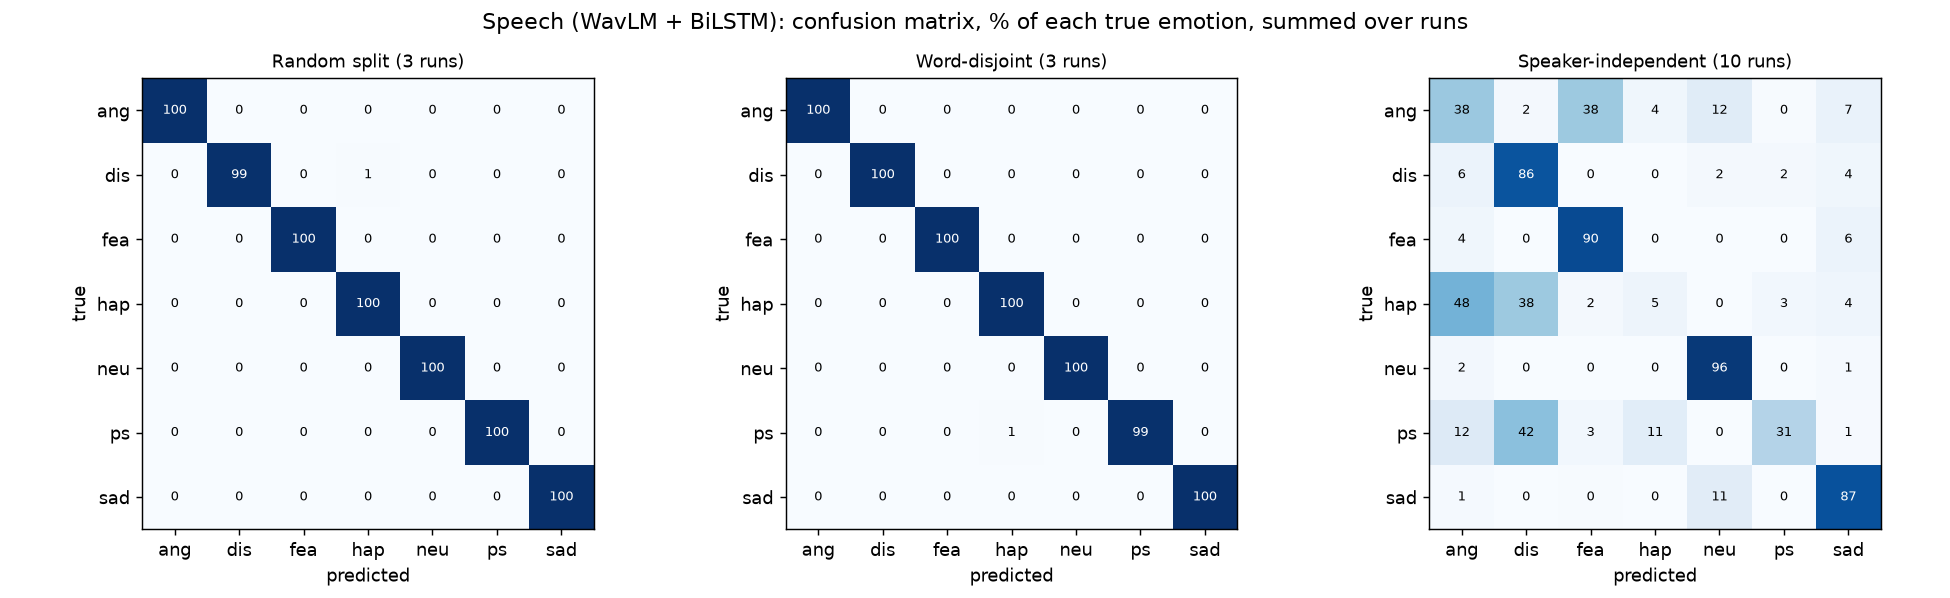 Speech (WavLM + BiLSTM): confusion matrix, % of each true emotion, summed over runs
Random split (3 runs)
true
ang 100 0 0 0 0 0 0
dis 0 99 0 1 0 0 0
fea 0 0 100 0 0 0 0
hap 0 0 0 100 0 0 0
neu 0 0 0 0 100 0 0
ps 0 0 0 0 0 100 0
sad 0 0 0 0 0 0 100
ang dis fea hap neu ps sad
predicted
Word-disjoint (3 runs)
true
ang 100 0 0 0 0 0 0
dis 0 100 0 0 0 0 0
fea 0 0 100 0 0 0 0
hap 0 0 0 100 0 0 0
neu 0 0 0 0 100 0 0
ps 0 0 0 1 0 99 0
sad 0 0 0 0 0 0 100
ang dis fea hap neu ps sad
predicted
Speaker-independent (10 runs)
true
ang 38 2 38 4 12 0 7
dis 6 86 0 0 2 2 4
fea 4 0 90 0 0 0 6
hap 48 38 2 5 0 3 4
neu 2 0 0 0 96 0 1
ps 12 42 3 11 0 31 1
sad 1 0 0 0 11 0 87
ang dis fea hap neu ps sad
predicted